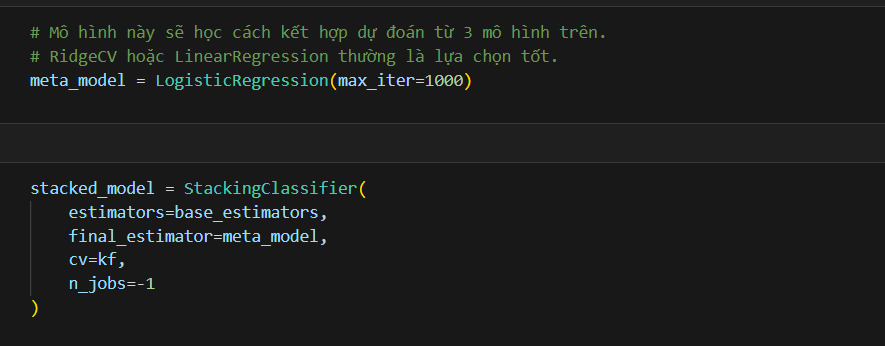 # Mô hình này sẽ học cách kết hợp dự đoán từ 3 mô hình trên.
# RidgeCV hoặc LinearRegression thường là lựa chọn tốt.
meta_model = LogisticRegression(max_iter=1000)
stacked_model = StackingClassifier(
    estimators=base_estimators,
    final_estimator=meta_model,
    cv=kf,
    n_jobs=-1
)